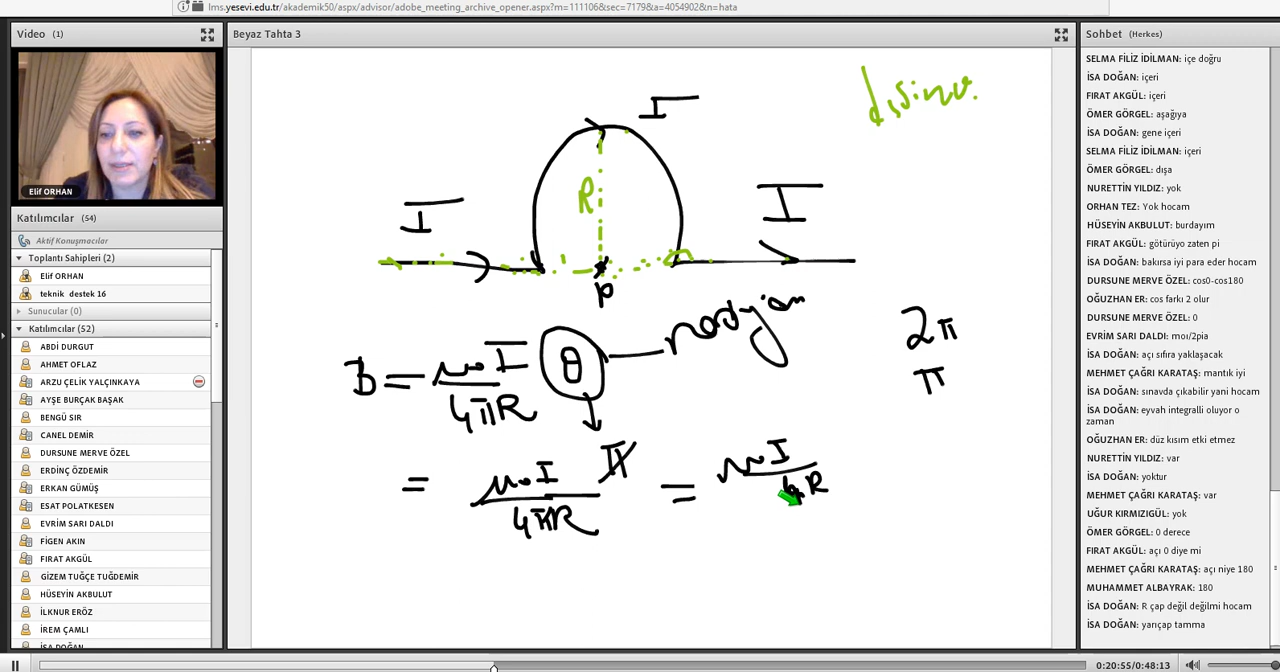 lms.yesevi.edu.tr/akademik50/aspx/advisor/adobe_meeting_archive_opener.aspx?m=111106&sec=7179&a=4054902&n=hata
Video (1)
Elif ORHAN
Katılımcılar (54)
Aktif Konuşmacılar
Toplantı Sahipleri (2)
Elif ORHAN
teknik destek 16
Sunucular (0)
Katılımcılar (52)
ABDİ DURGUT
AHMET OFLAZ
ARZU ÇELİK YALÇINKAYA
AYŞE BURÇAK BAŞAK
BENGÜ SIR
CANEL DEMİR
DURSUNE MERVE ÖZEL
ERDİNÇ ÖZDEMİR
ERKAN GÜMÜŞ
ESAT POLATKESEN
EVRİM SARI DALDI
FİGEN AKIN
FIRAT AKGÜL
GİZEM TUĞÇE TUĞDEMİR
HÜSEYİN AKBULUT
İLKNUR ERÖZ
İREM ÇAMLI
İSA DOĞAN
Beyaz Tahta 3
I
R
I
I
P
B = μ₀I/4πR θ
radyan
2π
π
= μ₀I/4πR π = μ₀I/4R
Sohbet (Herkes)
SELMA FİLİZ İDİLMAN: içe doğru
İSA DOĞAN: içeri
FIRAT AKGÜL: içeri
ÖMER GÖRGEL: aşağıya
İSA DOĞAN: gene içeri
SELMA FİLİZ İDİLMAN: içeri
ÖMER GÖRGEL: dışa
NURETTİN YILDIZ: yok
ORHAN TEZ: Yok hocam
HÜSEYİN AKBULUT: burdayım
FIRAT AKGÜL: götürüyo zaten pi
İSA DOĞAN: bakırsa iyi para eder hocam
DURSUNE MERVE ÖZEL: cos0-cos180
OĞUZHAN ER: cos farkı 2 olur
DURSUNE MERVE ÖZEL: 0
EVRİM SARI DALDI: moı/2pia
İSA DOĞAN: açı sıfıra yaklaşacak
MEHMET ÇAĞRI KARATAŞ: mantık iyi
İSA DOĞAN: sınavda çıkabilir yani hocam
İSA DOĞAN: eyvah integralli oluyor o
zaman
OĞUZHAN ER: düz kısım etki etmez
NURETTİN YILDIZ: var
İSA DOĞAN: yoktur
MEHMET ÇAĞRI KARATAŞ: var
UĞUR KIRMIZIGÜL: yok
ÖMER GÖRGEL: 0 derece
FIRAT AKGÜL: açı 0 diye mi
MEHMET ÇAĞRI KARATAŞ: açı niye 180
MUHAMMET ALBAYRAK: 180
İSA DOĞAN: R çap değil değilmi hocam
İSA DOĞAN: yarıçap tamma
0:20:55/0:48:13